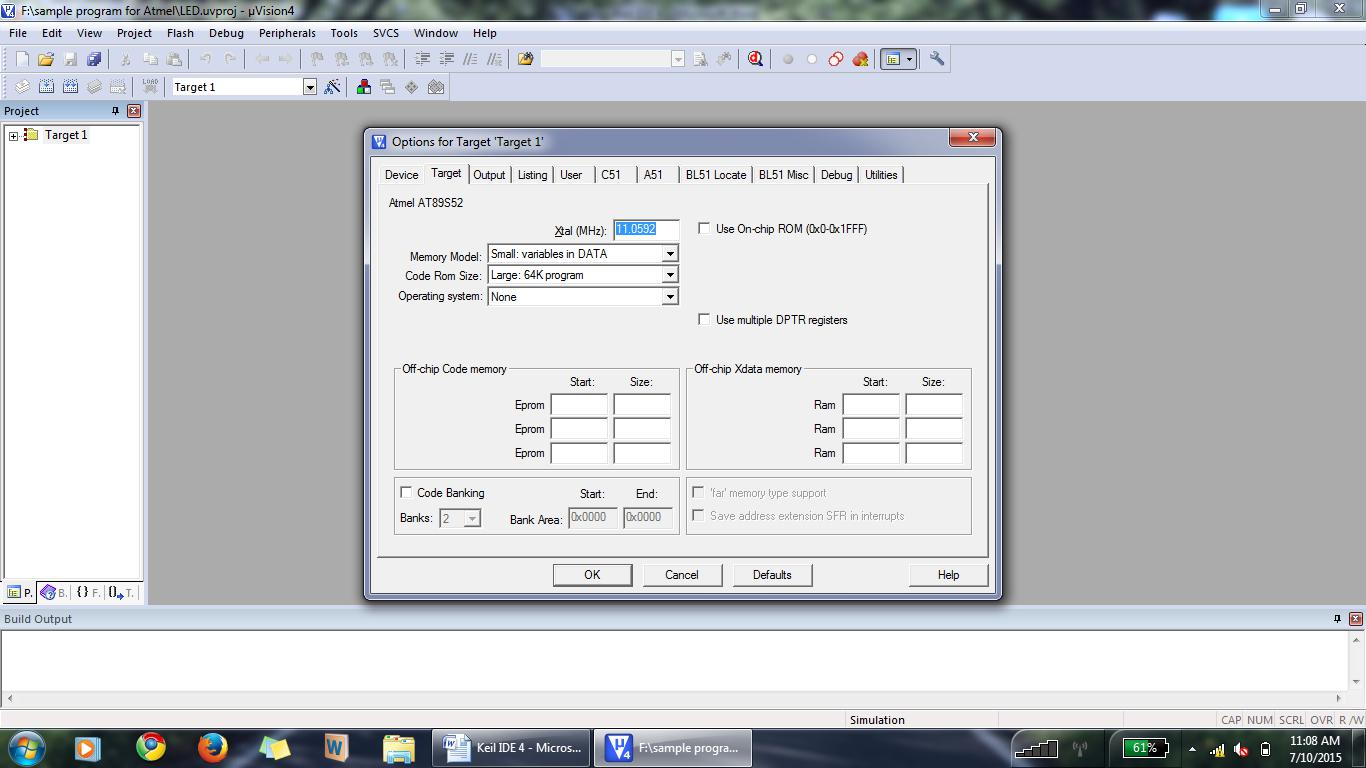 F:\sample program for Atmel\LED.uvproj - µVision4
File Edit View Project Flash Debug Peripherals Tools SVCS Window Help
LOAD
Target 1
Project
Target 1
Options for Target 'Target 1'
Device Target Output Listing User C51 A51 BL51 Locate BL51 Misc Debug Utilities
Atmel AT89S52
Xtal (MHz): 11.0592 Use On-chip ROM (0x0-0x1FFF)
Memory Model: Small: variables in DATA
Code Rom Size: Large: 64K program
Operating system: None
Use multiple DPTR registers
Off-chip Code memory
Start: Size:
Eprom
Eprom
Eprom
Off-chip Xdata memory
Start: Size:
Ram
Ram
Ram
Code Banking Start: End:
Banks: 2 Bank Area: 0x0000 0x0000
'far' memory type support
Save address extension SFR in interrupts
OK Cancel Defaults Help
P. B. {} F. {} T.
Build Output
Simulation CAP NUM SCRL OVR R/W
Keil IDE 4 - Micros... F:\sample progra... 61% 11:08 AM
7/10/2015